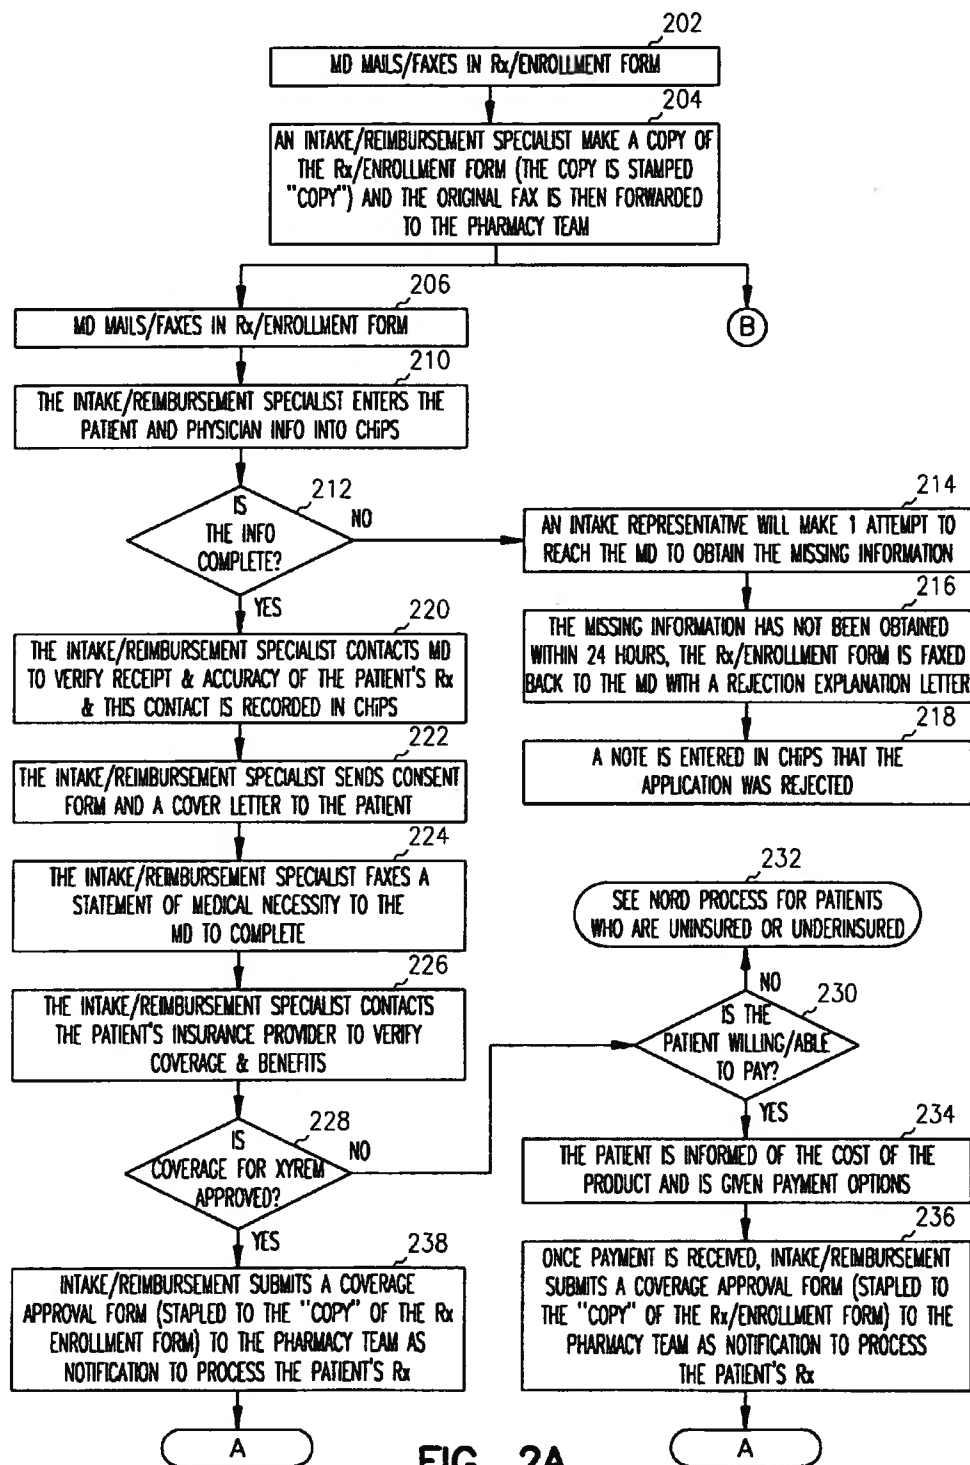 202
MD MAILS/FAXES IN Rx/ENROLLMENT FORM
204
AN INTAKE/REIMBURSEMENT SPECIALIST MAKE A COPY OF
THE Rx/ENROLLMENT FORM (THE COPY IS STAMPED
"COPY") AND THE ORIGINAL FAX IS THEN FORWARDED
TO THE PHARMACY TEAM
206
MD MAILS/FAXES IN Rx/ENROLLMENT FORM
B
210
THE INTAKE/REIMBURSEMENT SPECIALIST ENTERS THE
PATIENT AND PHYSICIAN INFO INTO CHiPS
212
IS
THE INFO
COMPLETE?
NO
YES
214
AN INTAKE REPRESENTATIVE WILL MAKE 1 ATTEMPT TO
REACH THE MD TO OBTAIN THE MISSING INFORMATION
216
THE MISSING INFORMATION HAS NOT BEEN OBTAINED
WITHIN 24 HOURS, THE Rx/ENROLLMENT FORM IS FAXED
BACK TO THE MD WITH A REJECTION EXPLANATION LETTER
218
A NOTE IS ENTERED IN CHiPS THAT THE
APPLICATION WAS REJECTED
220
THE INTAKE/REIMBURSEMENT SPECIALIST CONTACTS MD
TO VERIFY RECEIPT & ACCURACY OF THE PATIENT'S Rx
& THIS CONTACT IS RECORDED IN CHiPS
222
THE INTAKE/REIMBURSEMENT SPECIALIST SENDS CONSENT
FORM AND A COVER LETTER TO THE PATIENT
224
THE INTAKE/REIMBURSEMENT SPECIALIST FAXES A
STATEMENT OF MEDICAL NECESSITY TO THE
MD TO COMPLETE
226
THE INTAKE/REIMBURSEMENT SPECIALIST CONTACTS
THE PATIENT'S INSURANCE PROVIDER TO VERIFY
COVERAGE & BENEFITS
228
IS
COVERAGE FOR XYREM
APPROVED?
NO
YES
232
SEE NORD PROCESS FOR PATIENTS
WHO ARE UNINSURED OR UNDERINSURED
NO
230
IS THE
PATIENT WILLING/ABLE
TO PAY?
YES
234
THE PATIENT IS INFORMED OF THE COST OF THE
PRODUCT AND IS GIVEN PAYMENT OPTIONS
236
ONCE PAYMENT IS RECEIVED, INTAKE/REIMBURSEMENT
SUBMITS A COVERAGE APPROVAL FORM (STAPLED TO
THE "COPY" OF THE Rx/ENROLLMENT FORM) TO THE
PHARMACY TEAM AS NOTIFICATION TO PROCESS
THE PATIENT'S Rx
238
INTAKE/REIMBURSEMENT SUBMITS A COVERAGE
APPROVAL FORM (STAPLED TO THE "COPY" OF THE Rx
ENROLLMENT FORM) TO THE PHARMACY TEAM AS
NOTIFICATION TO PROCESS THE PATIENT'S Rx
A
A
FIG. 2A